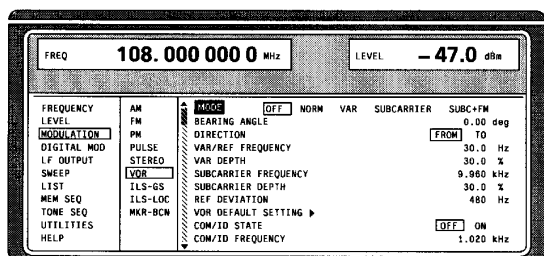 FREQ 108. 000 000 0 MHz LEVEL – 47.0 dBm
FREQUENCY AM MODE OFF NORM VAR SUBCARRIER SUBC+FM
LEVEL FM BEARING ANGLE 0.00 deg
MODULATION PM DIRECTION FROM TO
DIGITAL MOD PULSE VAR/REF FREQUENCY 30.0 Hz
LF OUTPUT STEREO VAR DEPTH 30.0 %
SWEEP VOR SUBCARRIER FREQUENCY 9.960 kHz
LIST ILS-GS SUBCARRIER DEPTH 30.0 %
MEM SEQ ILS-LOC REF DEVIATION 480 Hz
TONE SEQ MKR-BCN VOR DEFAULT SETTING ▶
UTILITIES COM/ID STATE OFF ON
HELP COM/ID FREQUENCY 1.020 kHz